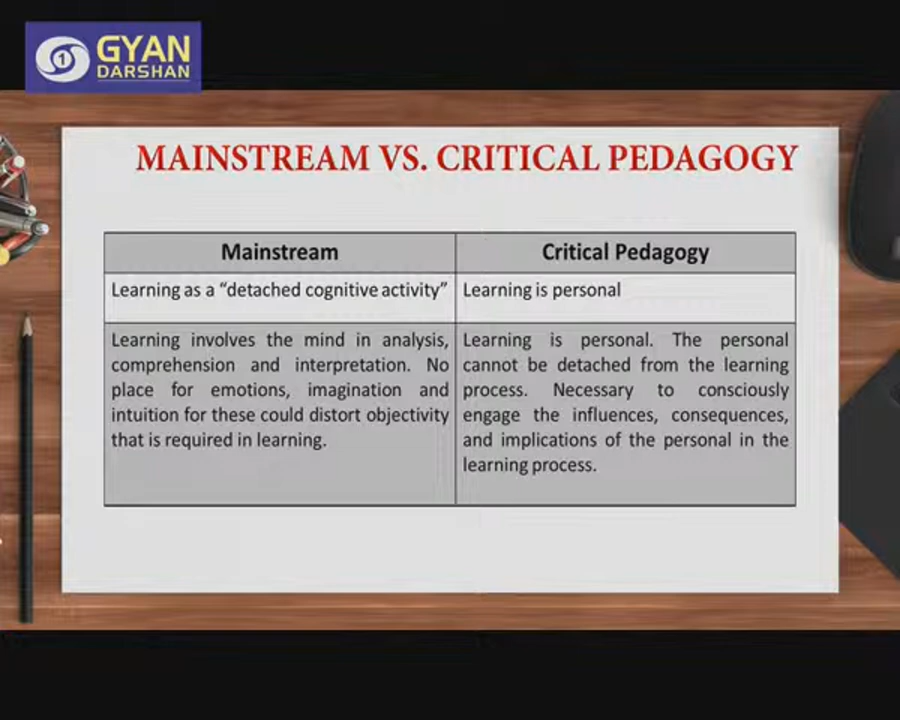 1
GYAN
DARSHAN
MAINSTREAM VS. CRITICAL PEDAGOGY
Mainstream
Critical Pedagogy
Learning as a “detached cognitive activity”
Learning is personal
Learning involves the mind in analysis,
comprehension and interpretation. No
place for emotions, imagination and
intuition for these could distort objectivity
that is required in learning.
Learning is personal. The personal
cannot be detached from the learning
process. Necessary to consciously
engage the influences, consequences,
and implications of the personal in the
learning process.